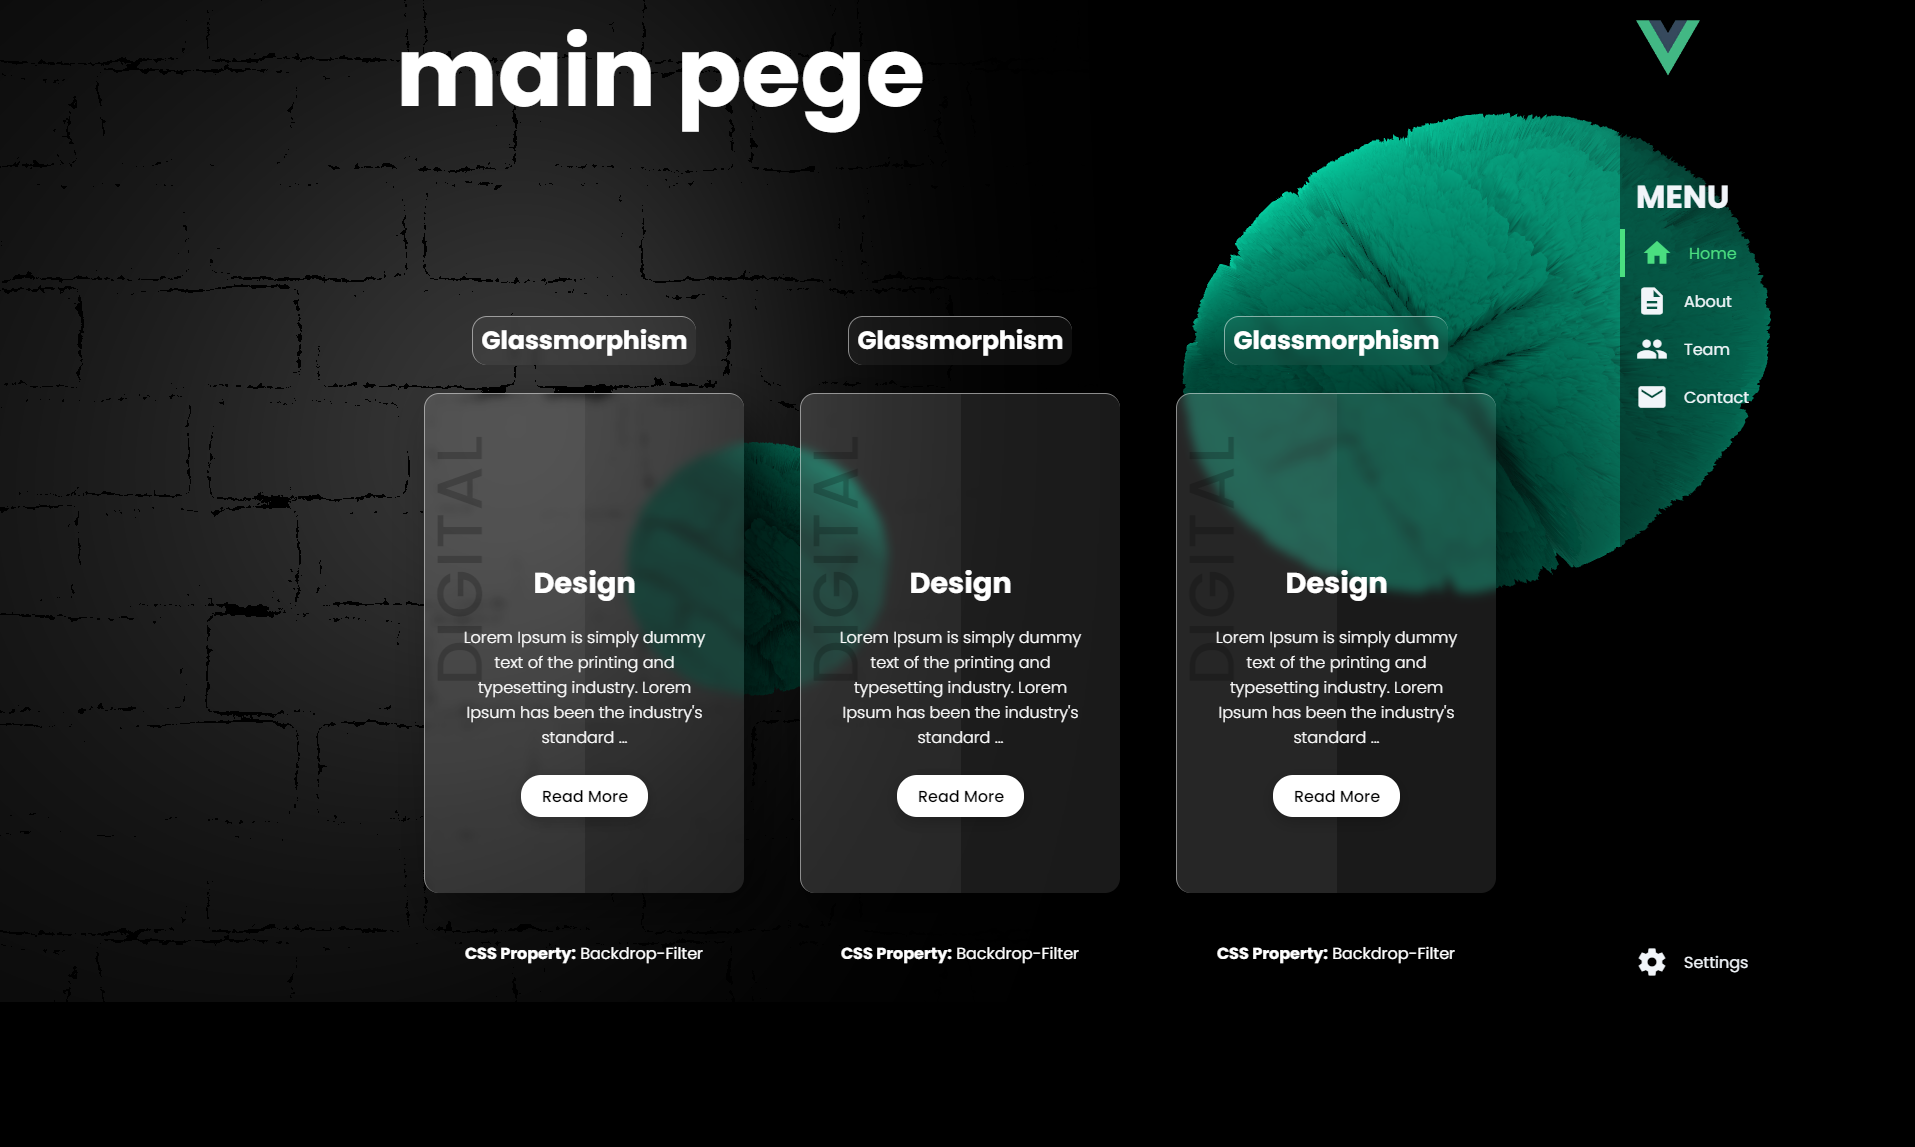 main pege
MENU
Home
About
Team
Contact
Settings
Glassmorphism
DIGITAL
Design
Lorem Ipsum is simply dummy
text of the printing and
typesetting industry. Lorem
Ipsum has been the industry's
standard ...
Read More
CSS Property: Backdrop-Filter
Glassmorphism
DIGITAL
Design
Lorem Ipsum is simply dummy
text of the printing and
typesetting industry. Lorem
Ipsum has been the industry's
standard ...
Read More
CSS Property: Backdrop-Filter
Glassmorphism
DIGITAL
Design
Lorem Ipsum is simply dummy
text of the printing and
typesetting industry. Lorem
Ipsum has been the industry's
standard ...
Read More
CSS Property: Backdrop-Filter